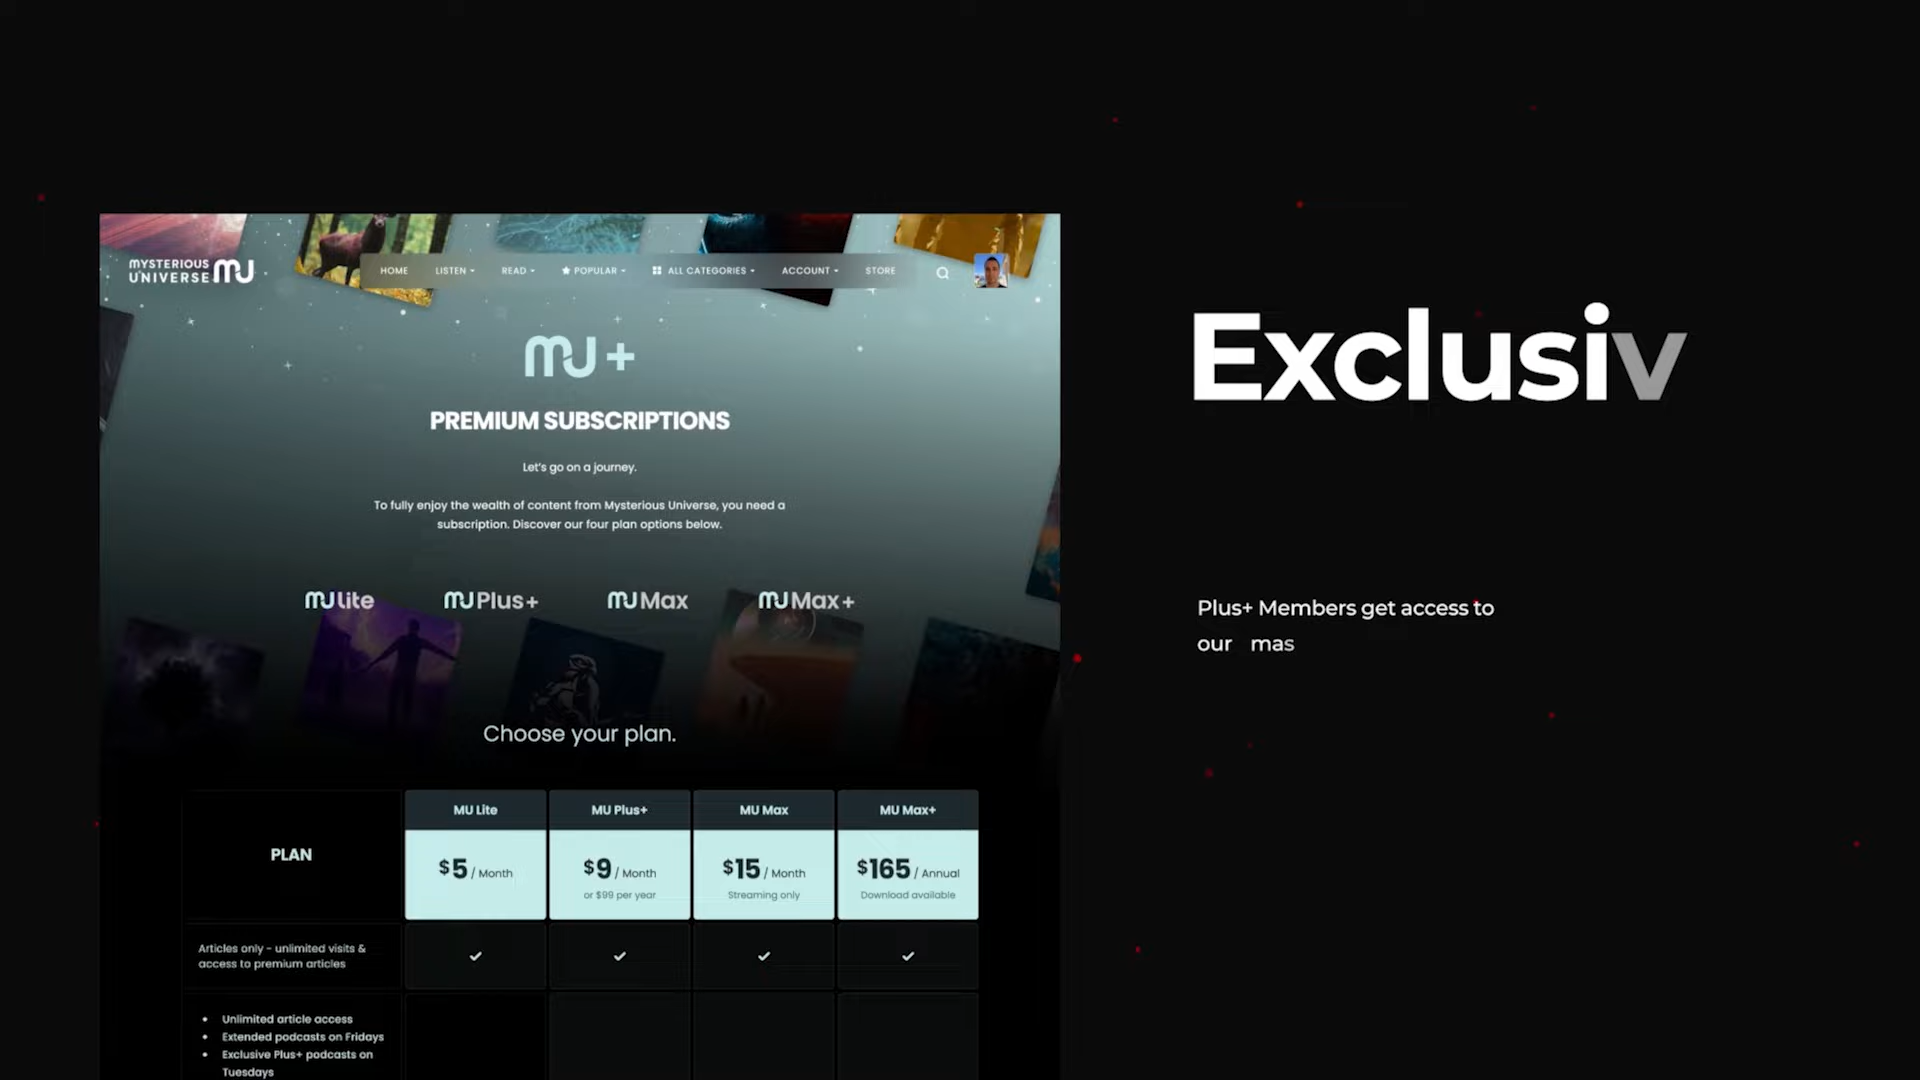 MYSTERIOUS
UNIVERSE MU
HOME LISTEN READ POPULAR ALL CATEGORIES ACCOUNT STORE
MU +
PREMIUM SUBSCRIPTIONS
Let's go on a journey.
To fully enjoy the wealth of content from Mysterious Universe, you need a
subscription. Discover our four plan options below.
MU Lite MU Plus+ MU Max MU Max+
Choose your plan.
PLAN
MU Lite MU Plus+ MU Max MU Max+
$5 / Month $9 / Month $15 / Month $165 / Annual
or $99 per year Streaming only Download available
Articles only - unlimited visits &
access to premium articles
• Unlimited article access
• Extended podcasts on Fridays
• Exclusive Plus+ podcasts on
Tuesdays
Exclusiv
Plus+ Members get access to
our mas